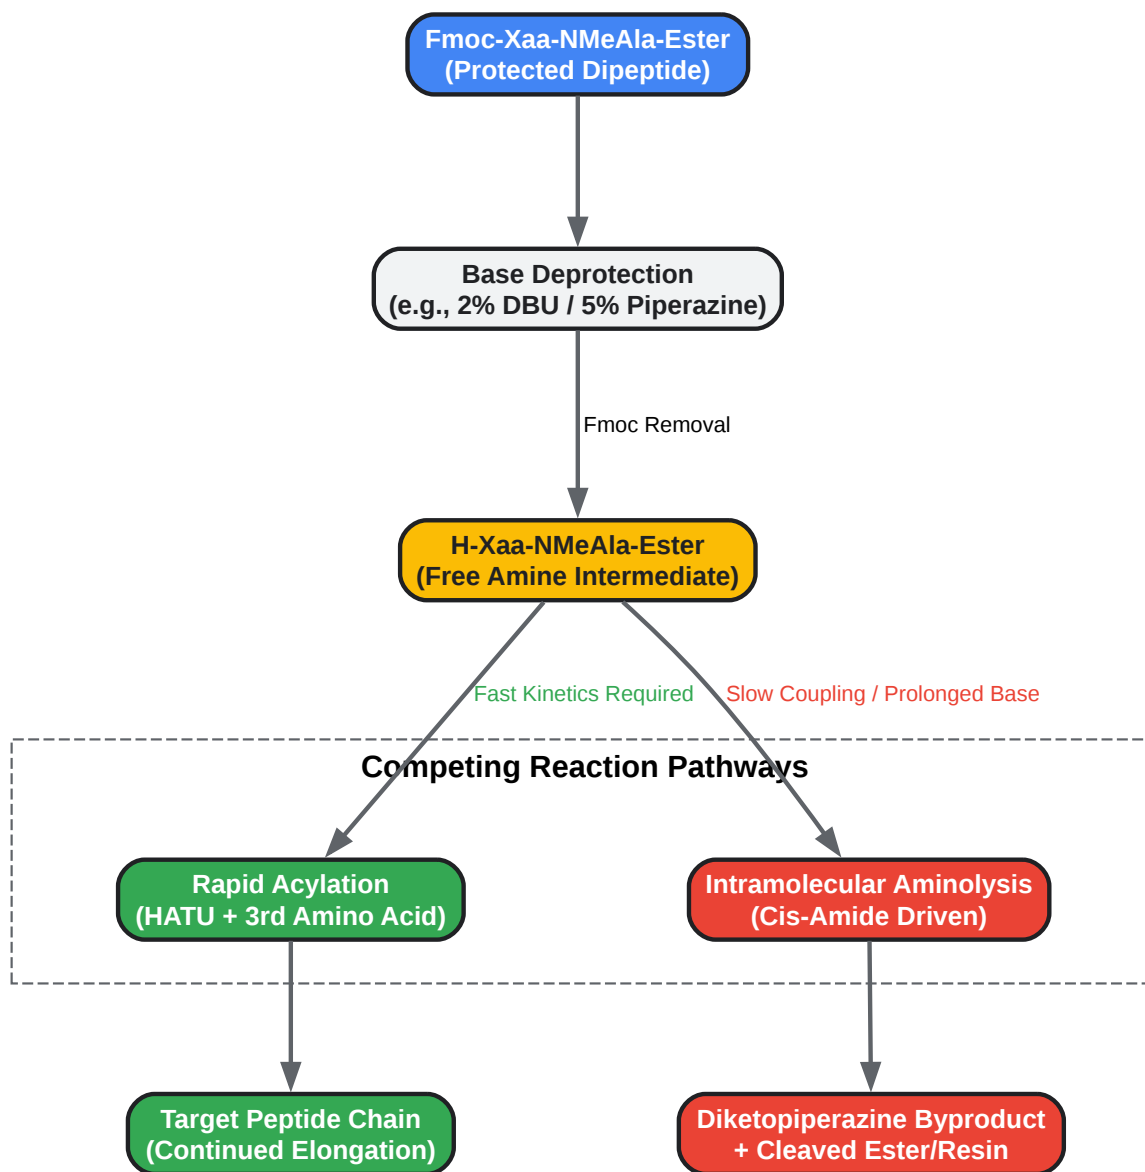 Fmoc-Xaa-NMeAla-Ester
(Protected Dipeptide)
Base Deprotection
(e.g., 2% DBU / 5% Piperazine)
Fmoc Removal
H-Xaa-NMeAla-Ester
(Free Amine Intermediate)
Fast Kinetics Required
Slow Coupling / Prolonged Base
Competing Reaction Pathways
Rapid Acylation
(HATU + 3rd Amino Acid)
Intramolecular Aminolysis
(Cis-Amide Driven)
Target Peptide Chain
(Continued Elongation)
Diketopiperazine Byproduct
+ Cleaved Ester/Resin